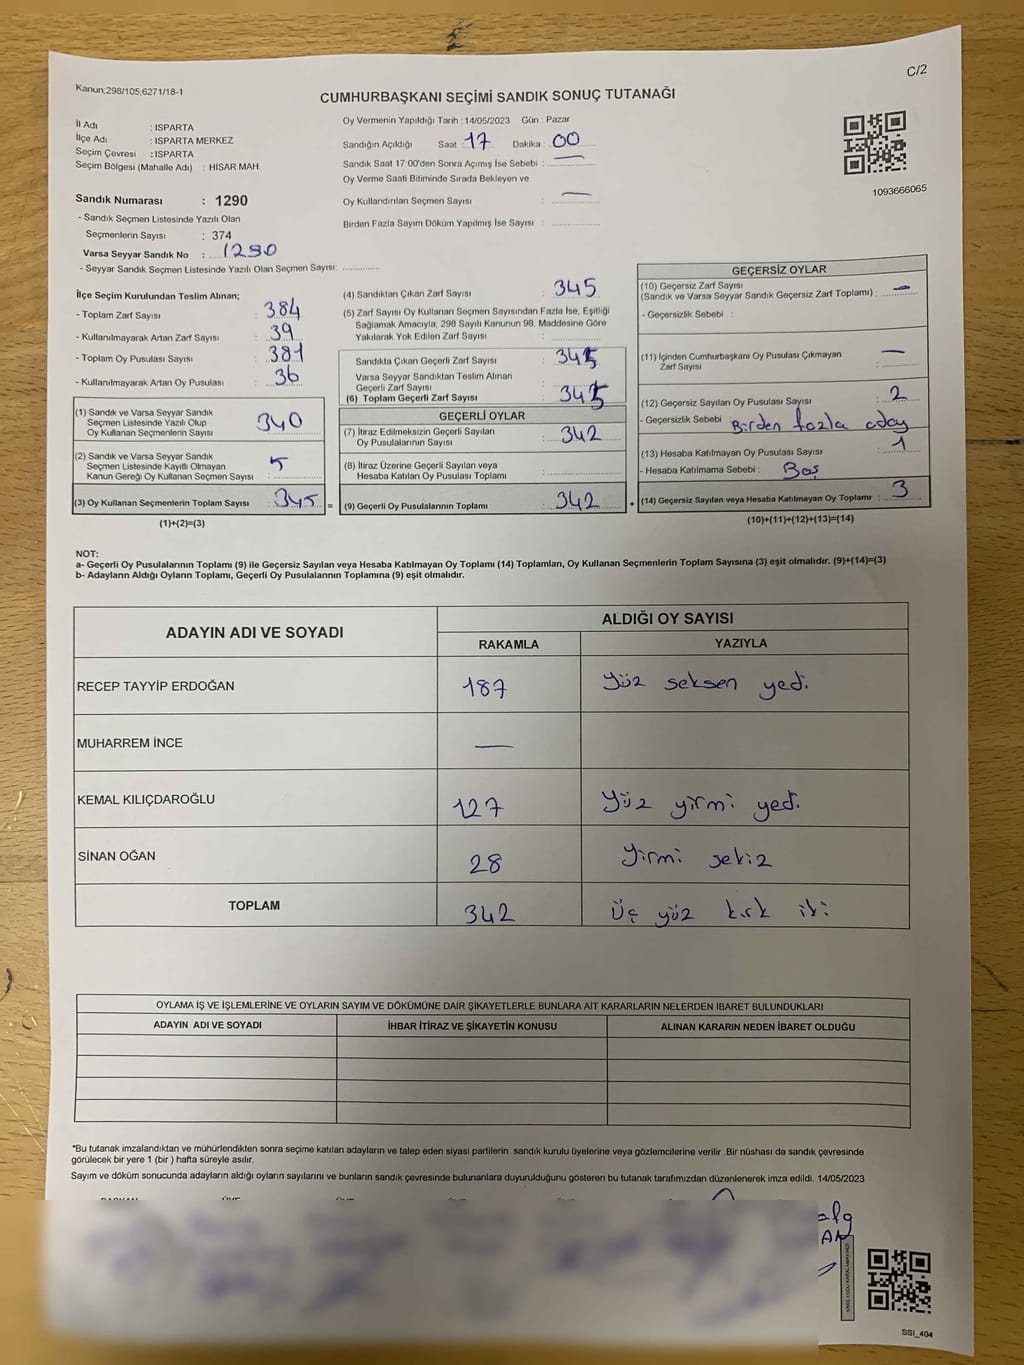 C/2
Kanun;298/105;6271/18-1
CUMHURBAŞKANI SEÇİMİ SANDIK SONUÇ TUTANAĞI
İl Adı : ISPARTA
İlçe Adı : ISPARTA MERKEZ
Seçim Çevresi : ISPARTA
Seçim Bölgesi (Mahalle Adı) : HİSAR MAH.
Sandık Numarası : 1290
- Sandık Seçmen Listesinde Yazılı Olan
Seçmenlerin Sayısı : 374
Varsa Seyyar Sandık No : 1290
- Seyyar Sandık Seçmen Listesinde Yazılı Olan Seçmen Sayısı:
Oy Vermenin Yapıldığı Tarih :14/05/2023 Gün : Pazar
Sandığın Açıldığı Saat : 17 Dakika : 00
Sandık Saat 17:00'den Sonra Açımış İse Sebebi : —
Oy Verme Saati Bitiminde Sırada Bekleyen ve
Oy Kullandırılan Seçmen Sayısı : —
Birden Fazla Sayım Döküm Yapılmış İse Sayısı :
1093666065
İlçe Seçim Kurulundan Teslim Alınan;
- Toplam Zarf Sayısı : 384
- Kullanılmayarak Artan Zarf Sayısı : 39
- Toplam Oy Pusulası Sayısı : 381
- Kullanılmayarak Artan Oy Pusulası : 36
(1) Sandık ve Varsa Seyyar Sandık
Seçmen Listesinde Yazılı Olup
Oy Kullanan Seçmenlerin Sayısı : 340
(2) Sandık ve Varsa Seyyar Sandık
Seçmen Listesinde Kayıtlı Olmayan
Kanun Gereği Oy Kullanan Seçmen Sayısı : 5
(3) Oy Kullanan Seçmenlerin Toplam Sayısı : 345 =
(1)+(2)=(3)
(4) Sandıktan Çıkan Zarf Sayısı : 345
(5) Zarf Sayısı Oy Kullanan Seçmen Sayısından Fazla İse, Eşitliği
Sağlamak Amacıyla, 298 Sayılı Kanunun 98. Maddesine Göre
Yakılarak Yok Edilen Zarf Sayısı :
Sandıkta Çıkan Geçerli Zarf Sayısı : 345
Varsa Seyyar Sandıktan Teslim Alınan
Geçerli Zarf Sayısı :
(6) Toplam Geçerli Zarf Sayısı : 345
GEÇERLİ OYLAR
(7) İtiraz Edilmeksizin Geçerli Sayılan
Oy Pusulalarının Sayısı : 342
(8) İtiraz Üzerine Geçerli Sayılan veya
Hesaba Katılan Oy Pusulası Toplamı :
(9) Geçerli Oy Pusulalarının Toplamı : 342 +
GEÇERSİZ OYLAR
(10) Geçersiz Zarf Sayısı
(Sandık ve Varsa Seyyar Sandık Geçersiz Zarf Toplamı) : —
- Geçersizlik Sebebi :
(11) İçinden Cumhurbaşkanı Oy Pusulası Çıkmayan
Zarf Sayısı : —
(12) Geçersiz Sayılan Oy Pusulası Sayısı : 2
- Geçersizlik Sebebi : Birden fazla aday
(13) Hesaba Katılmayan Oy Pusulası Sayısı : 1
- Hesaba Katılmama Sebebi : Boş
(14) Geçersiz Sayılan veya Hesaba Katılmayan Oy Toplamı : 3
(10)+(11)+(12)+(13)=(14)
NOT:
a- Geçerli Oy Pusulalarının Toplamı (9) ile Geçersiz Sayılan veya Hesaba Katılmayan Oy Toplamı (14) Toplamları, Oy Kullanan Seçmenlerin Toplam Sayısına (3) eşit olmalıdır. (9)+(14)=(3)
b- Adayların Aldığı Oyların Toplamı, Geçerli Oy Pusulalarının Toplamına (9) eşit olmalıdır.
ADAYIN ADI VE SOYADI
ALDIĞI OY SAYISI
RAKAMLA YAZIYLA
RECEP TAYYİP ERDOĞAN 187 Yüz seksen yedi
MUHARREM İNCE —
KEMAL KILIÇDAROĞLU 127 Yüz yirmi yedi
SİNAN OĞAN 28 Yirmi sekiz
TOPLAM 342 Üç yüz kırk iki
OYLAMA İŞ VE İŞLEMLERİNE VE OYLARIN SAYIM VE DÖKÜMÜNE DAİR ŞİKAYETLERLE BUNLARA AİT KARARLARIN NELERDEN İBARET BULUNDUKLARI
ADAYIN ADI VE SOYADI İHBAR İTİRAZ VE ŞİKAYETİN KONUSU ALINAN KARARIN NEDEN İBARET OLDUĞU
*Bu tutanak imzalandıktan ve mühürlendikten sonra seçime katılan adayların ve talep eden siyasi partilerin sandık kurulu üyelerine veya gözlemcilerine verilir .Bir nüshası da sandık çevresinde
görülecek bir yere 1 (bir ) hafta süreyle asılır.
Sayım ve döküm sonucunda adayların aldığı oyların sayılarını ve bunların sandık çevresinde bulunanlara duyurulduğunu gösteren bu tutanak tarafımızdan düzenlenerek imza edildi. 14/05/2023
SSI_404